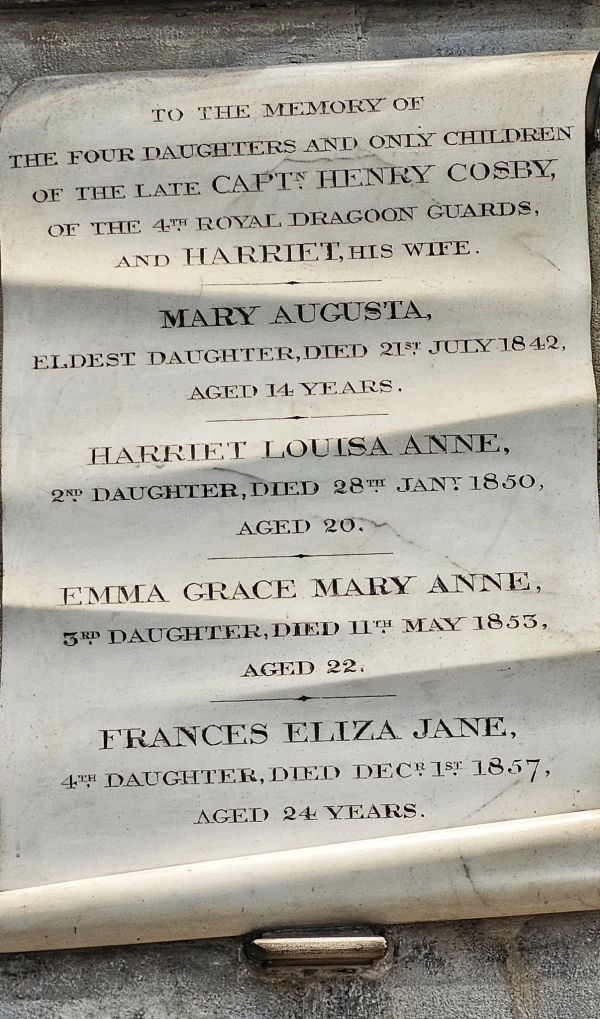 TO THE MEMORY OF
THE FOUR DAUGHTERS AND ONLY CHILDREN
OF THE LATE CAPTN HENRY COSBY,
OF THE 4TH ROYAL DRAGOON GUARDS,
AND HARRIET, HIS WIFE.
MARY AUGUSTA,
ELDEST DAUGHTER, DIED 21ST JULY 1842,
AGED 14 YEARS.
HARRIET LOUISA ANNE,
2ND DAUGHTER, DIED 28TH JANY 1850,
AGED 20.
EMMA GRACE MARY ANNE,
3RD DAUGHTER, DIED 11TH MAY 1853,
AGED 22.
FRANCES ELIZA JANE,
4TH DAUGHTER, DIED DECR 1ST 1857,
AGED 24 YEARS.